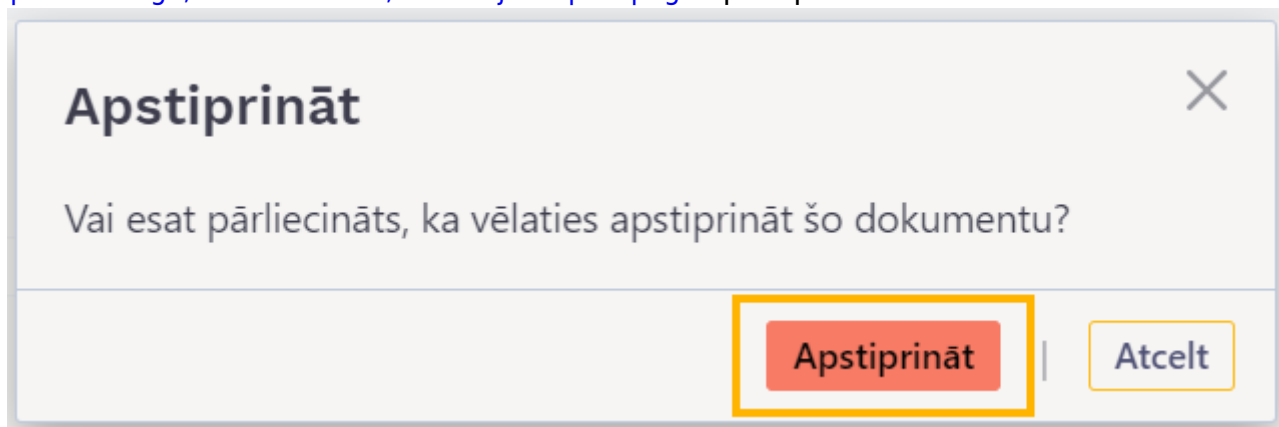 Apstiprināt
Vai esat pārliecināts, ka vēlaties apstiprināt šo dokumentu?
Apstiprināt | Atcelt